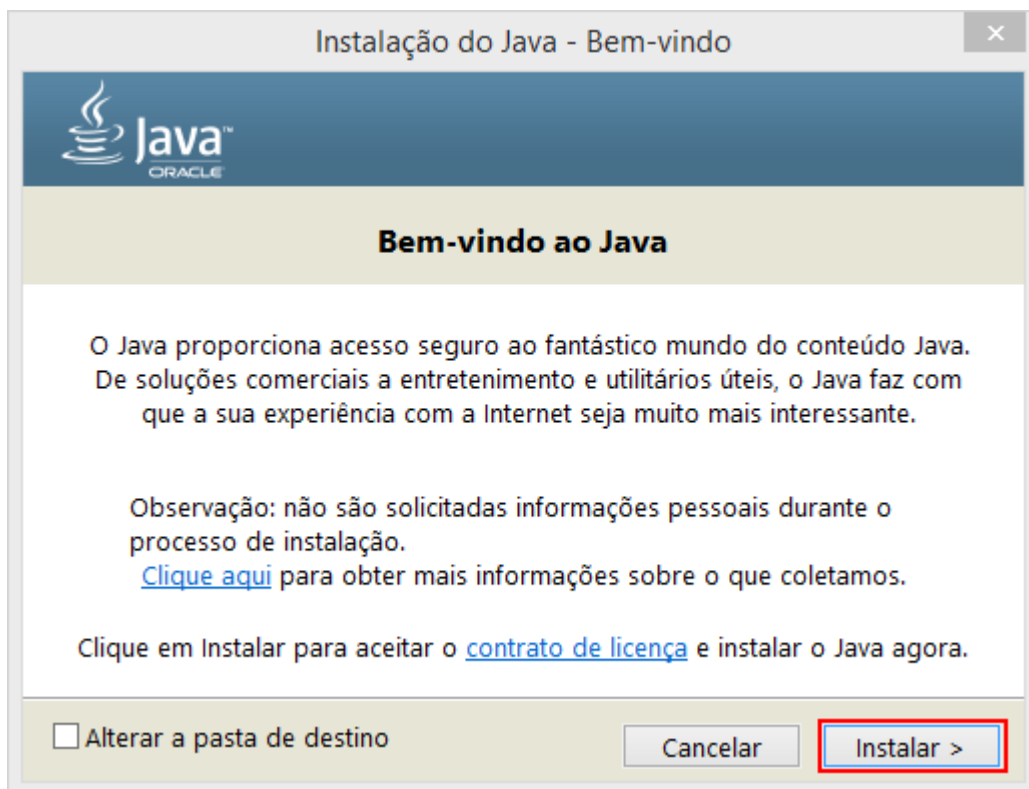 Instalação do Java - Bem-vindo
Java™
ORACLE
Bem-vindo ao Java
O Java proporciona acesso seguro ao fantástico mundo do conteúdo Java.
De soluções comerciais a entretenimento e utilitários úteis, o Java faz com
que a sua experiência com a Internet seja muito mais interessante.
Observação: não são solicitadas informações pessoais durante o
processo de instalação.
Clique aqui para obter mais informações sobre o que coletamos.
Clique em Instalar para aceitar o contrato de licença e instalar o Java agora.
Alterar a pasta de destino
Cancelar
Instalar >